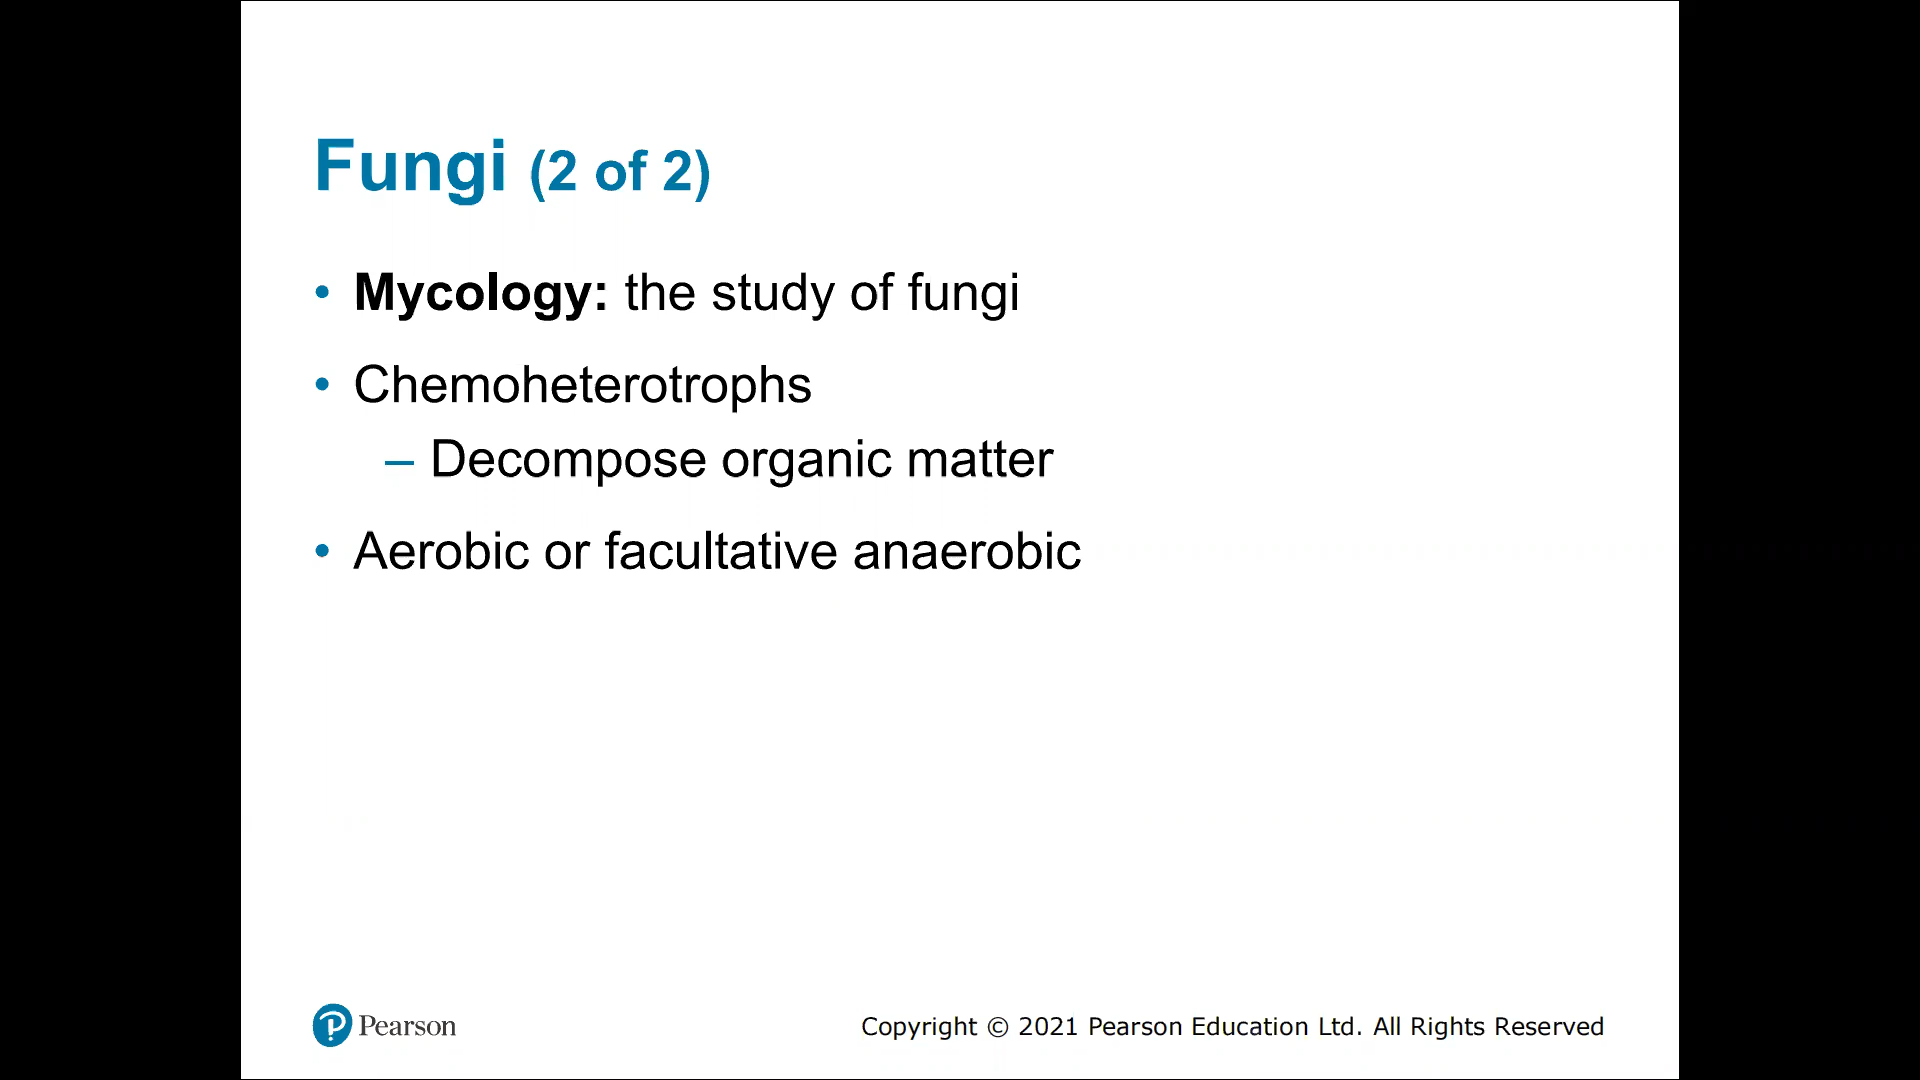 Fungi (2 of 2)
• Mycology: the study of fungi
• Chemoheterotrophs
– Decompose organic matter
• Aerobic or facultative anaerobic
Pearson
Copyright © 2021 Pearson Education Ltd. All Rights Reserved